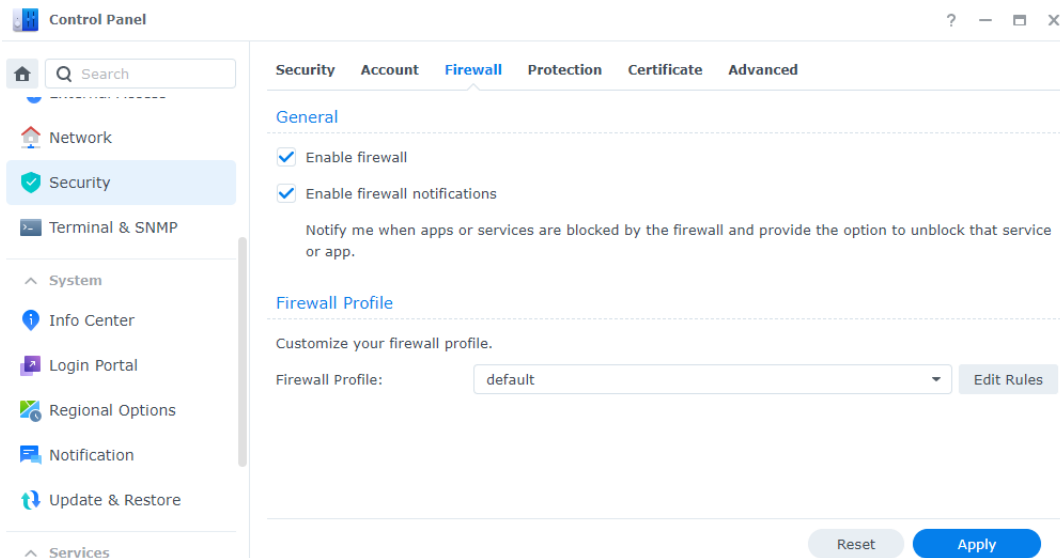 Control Panel
Search
External Access
Network
Security
Terminal & SNMP
System
Info Center
Login Portal
Regional Options
Notification
Update & Restore
Services
Security Account Firewall Protection Certificate Advanced
General
Enable firewall
Enable firewall notifications
Notify me when apps or services are blocked by the firewall and provide the option to unblock that service
or app.
Firewall Profile
Customize your firewall profile.
Firewall Profile: default Edit Rules
Reset Apply